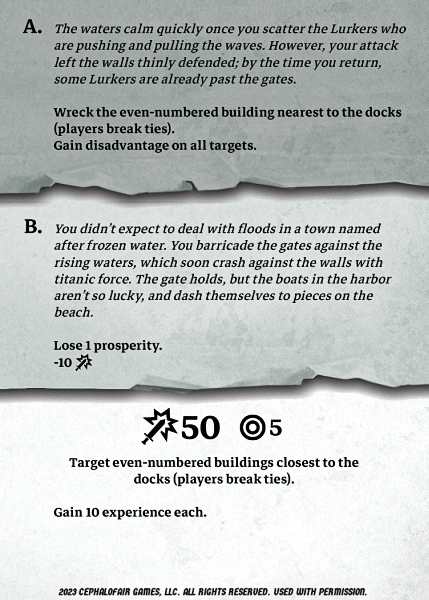 A. The waters calm quickly once you scatter the Lurkers who
are pushing and pulling the waves. However, your attack
left the walls thinly defended; by the time you return,
some Lurkers are already past the gates.
Wreck the even-numbered building nearest to the docks
(players break ties).
Gain disadvantage on all targets.
B. You didn't expect to deal with floods in a town named
after frozen water. You barricade the gates against the
rising waters, which soon crash against the walls with
titanic force. The gate holds, but the boats in the harbor
aren't so lucky, and dash themselves to pieces on the
beach.
Lose 1 prosperity.
-10
50 5
Target even-numbered buildings closest to the
docks (players break ties).
Gain 10 experience each.
2023 CEPHALOFAIR GAMES, LLC. ALL RIGHTS RESERVED. USED WITH PERMISSION.